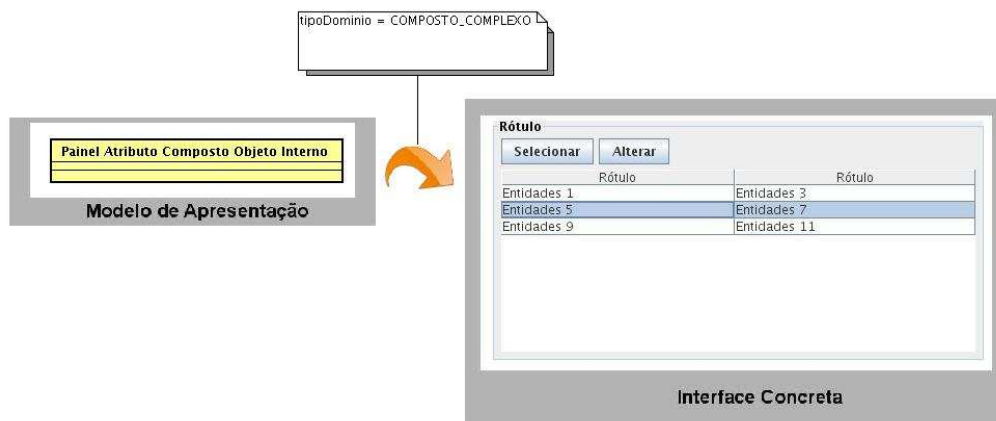 tipoDominio = COMPOSTO_COMPLEXO
Painel Atributo Composto Objeto Interno
Modelo de Apresentação
Rótulo
Selecionar Alterar
Rótulo Rótulo
Entidades 1 Entidades 3
Entidades 5 Entidades 7
Entidades 9 Entidades 11
Interface Concreta